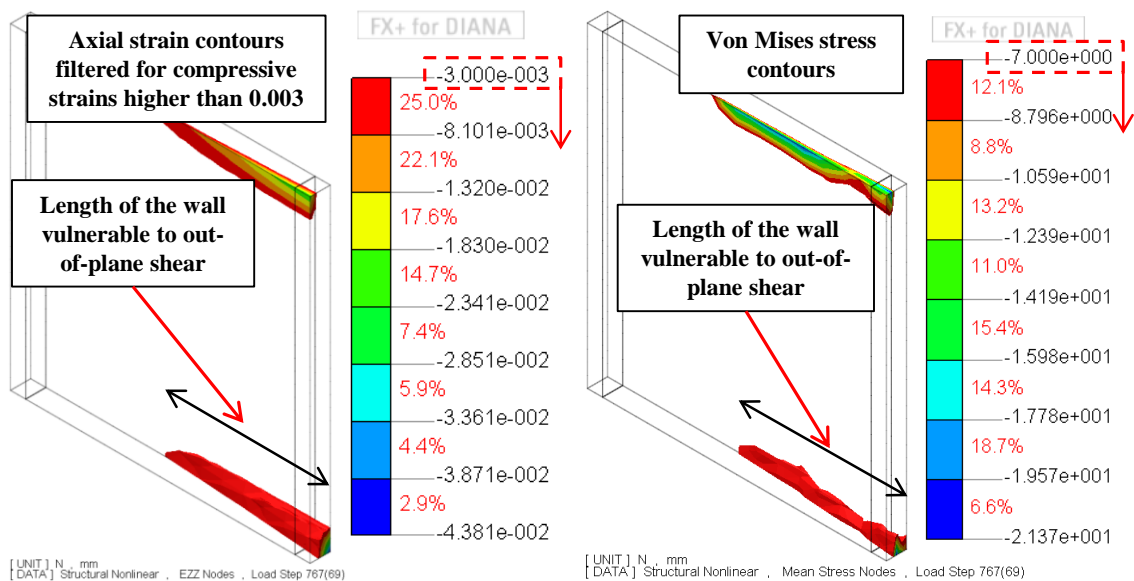 FX+ for DIANA
Axial strain contours
filtered for compressive
strains higher than 0.003
-3.000e-003
25.0%
-8.101e-003
22.1%
-1.320e-002
17.6%
-1.830e-002
14.7%
-2.341e-002
7.4%
-2.851e-002
5.9%
-3.361e-002
4.4%
-3.871e-002
2.9%
-4.381e-002
Length of the wall
vulnerable to out-
of-plane shear
[ UNIT ] N , mm
[ DATA ] Structural Nonlinear , EZZ Nodes , Load Step 767(69)
FX+ for DIANA
Von Mises stress
contours
-7.000e+000
12.1%
-8.796e+000
8.8%
-1.059e+001
13.2%
-1.239e+001
11.0%
-1.419e+001
15.4%
-1.598e+001
14.3%
-1.778e+001
18.7%
-1.957e+001
6.6%
-2.137e+001
Length of the wall
vulnerable to out-of-
plane shear
[ UNIT ] N , mm
[ DATA ] Structural Nonlinear , Mean Stress Nodes , Load Step 767(69)